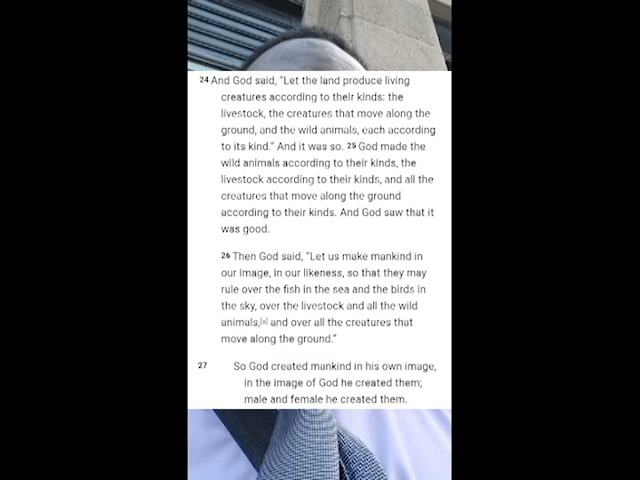 24 And God said, "Let the land produce living
creatures according to their kinds: the
livestock, the creatures that move along the
ground, and the wild animals, each according
to its kind." And it was so. 25 God made the
wild animals according to their kinds, the
livestock according to their kinds, and all the
creatures that move along the ground
according to their kinds. And God saw that it
was good.
26 Then God said, "Let us make mankind in
our image, in our likeness, so that they may
rule over the fish in the sea and the birds in
the sky, over the livestock and all the wild
animals,[a] and over all the creatures that
move along the ground."
27 So God created mankind in his own image,
in the image of God he created them;
male and female he created them.